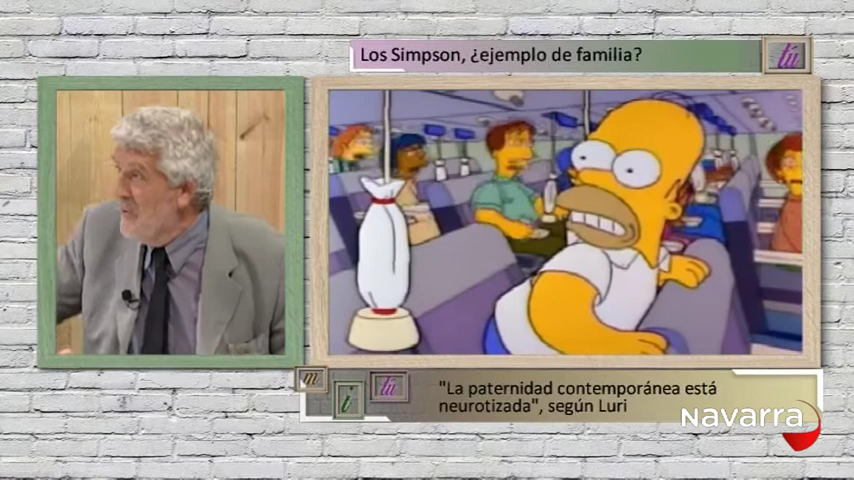 Los Simpson, ¿ejemplo de familia?
tú
m
i
tú
"La paternidad contemporánea está
neurotizada", según Luri
Navarra